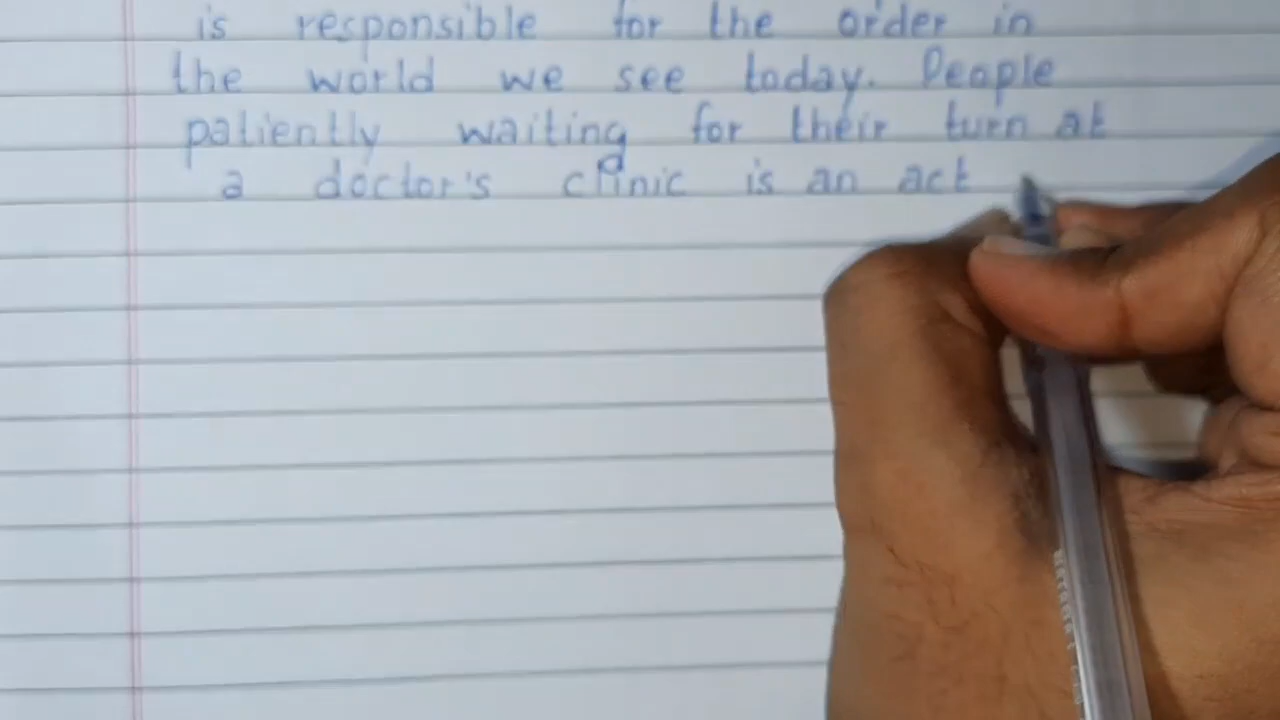 is responsible for the order in
the world we see today. People
patiently waiting for their turn at
a doctor's clinic is an act